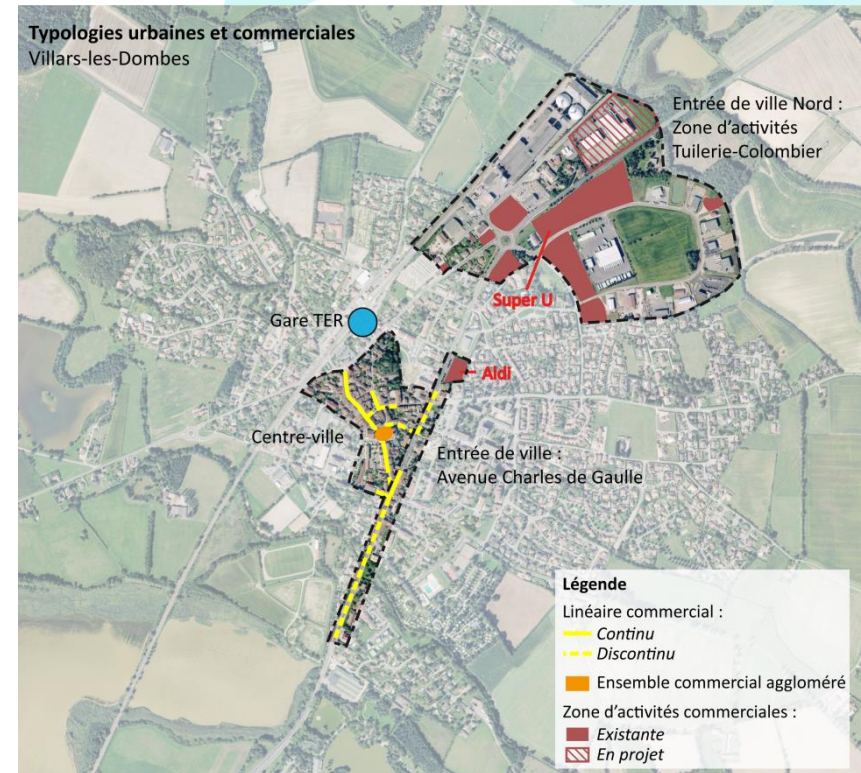 Typologies urbaines et commerciales
Villars-les-Dombes
Entrée de ville Nord :
Zone d'activités
Tuilerie-Colombier
Super U
Gare TER
Aldi
Centre-ville
Entrée de ville :
Avenue Charles de Gaulle
Légende
Linéaire commercial :
Continu
Discontinu
Ensemble commercial aggloméré
Zone d'activités commerciales :
Existante
En projet